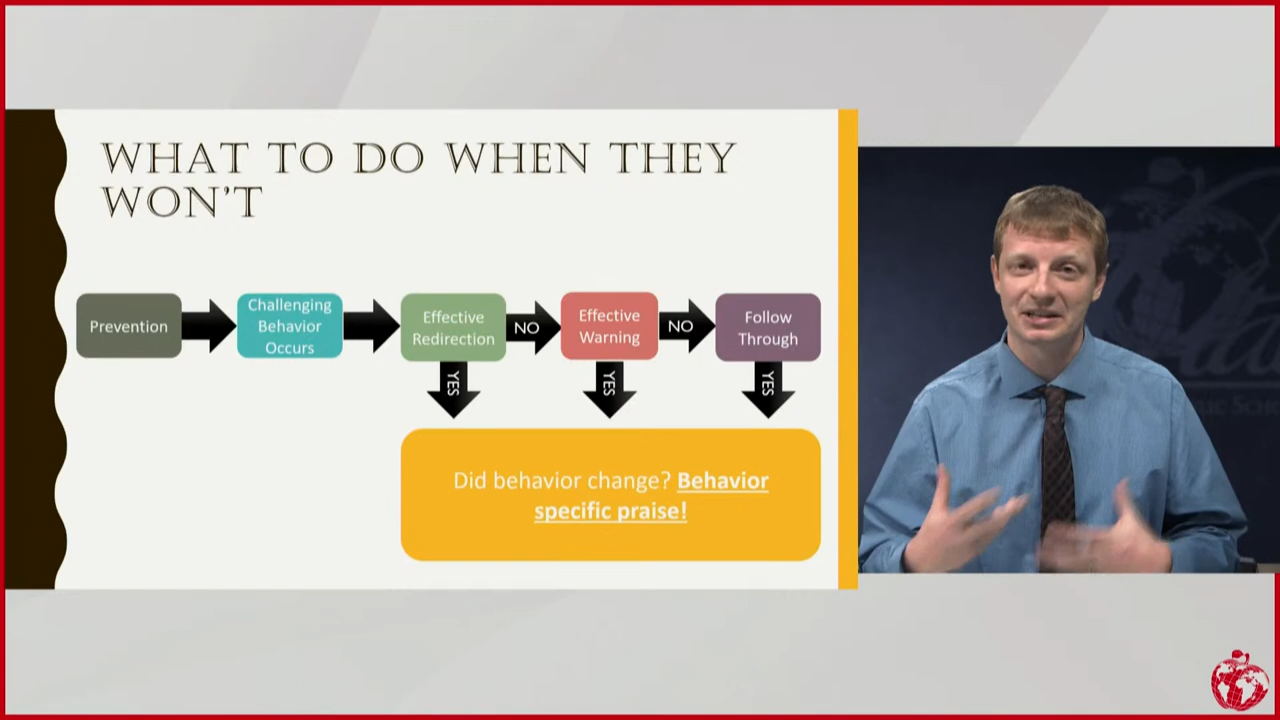 WHAT TO DO WHEN THEY
WON'T
Prevention
Challenging
Behavior
Occurs
Effective
Redirection
NO
Effective
Warning
NO
Follow
Through
YES
YES
YES
Did behavior change? Behavior
specific praise!